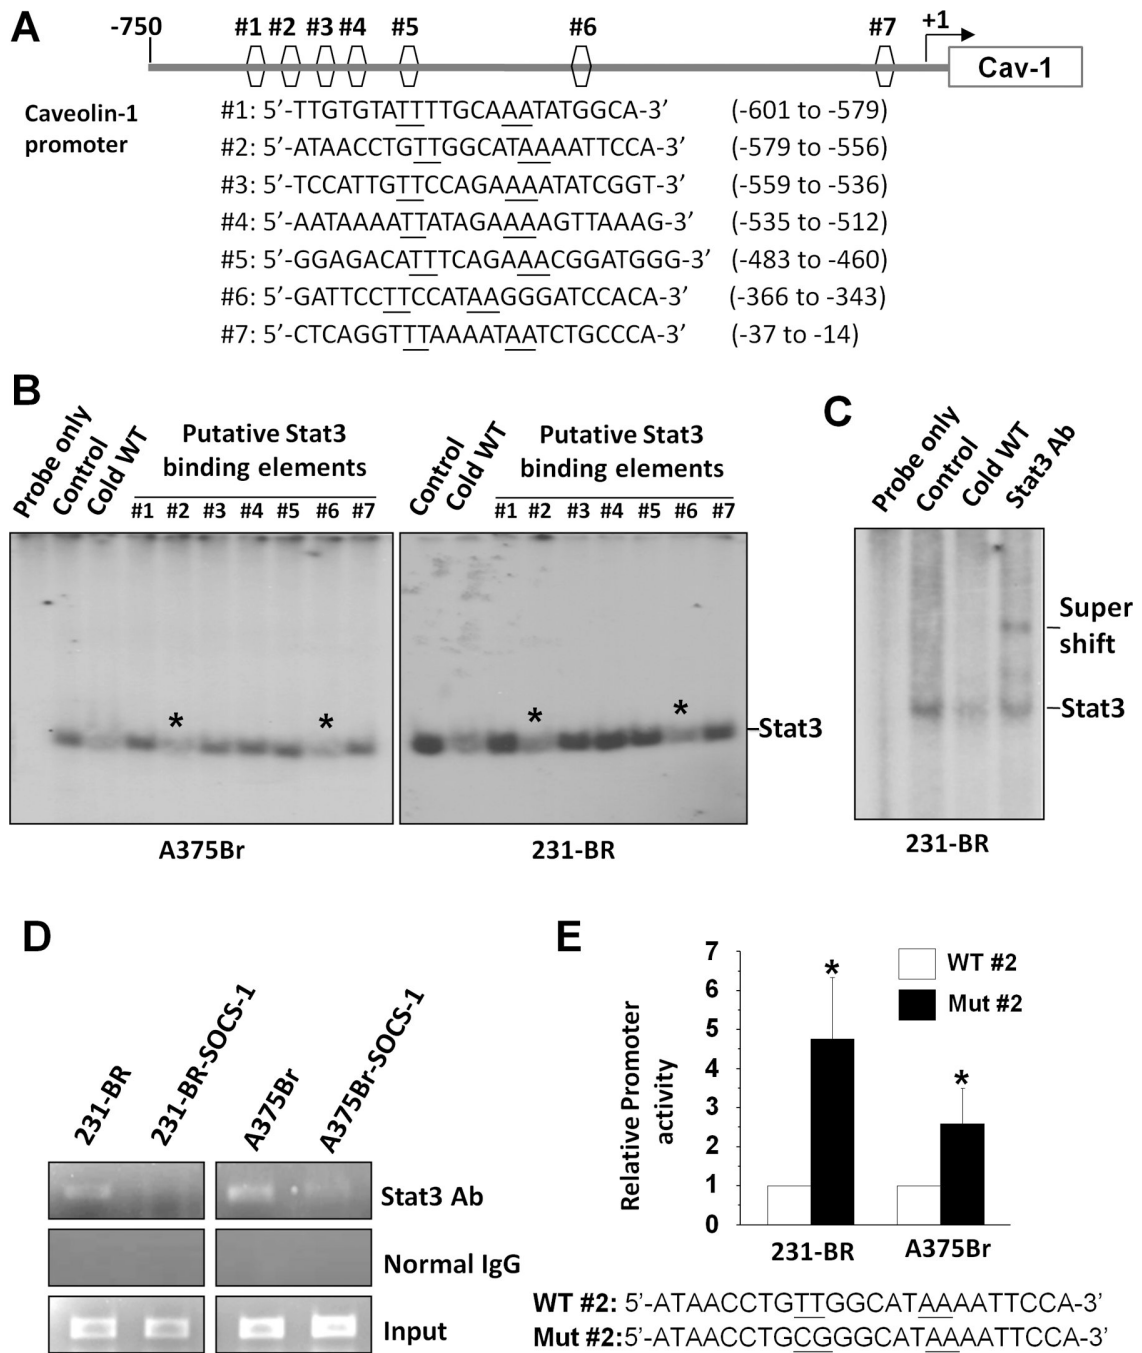 A
-750 #1 #2 #3 #4 #5 #6 #7 +1
Cav-1
Caveolin-1
promoter
#1: 5’-TTGTGTATTTTGCAAATATGGCA-3’ (-601 to -579)
#2: 5’-ATAACCTGTTGGCATAAAATTCCA-3’ (-579 to -556)
#3: 5’-TCCATTGTTCCAGAAAATATCGGT-3’ (-559 to -536)
#4: 5’-AATAAAATTATAGAAAAGTTAAAG-3’ (-535 to -512)
#5: 5’-GGAGACATTTCAGAAACGGATGGG-3’ (-483 to -460)
#6: 5’-GATTCCTTCCATAAGGGATCCACA-3’ (-366 to -343)
#7: 5’-CTCAGGTTTAAAATAATCTGCCCA-3’ (-37 to -14)
B
Probe only
Control
Cold WT
Putative Stat3
binding elements
#1 #2 #3 #4 #5 #6 #7
* *
A375Br
Control
Cold WT
Putative Stat3
binding elements
#1 #2 #3 #4 #5 #6 #7
* *
Stat3
231-BR
C
Probe only
Control
Cold WT
Stat3 Ab
Super
shift
Stat3
231-BR
D
231-BR
231-BR-SOCS-1
A375Br
A375Br-SOCS-1
Stat3 Ab
Normal IgG
Input
E
Relative Promoter
activity
7
6
5
4
3
2
1
0
* *
WT #2
Mut #2
231-BR A375Br
WT #2: 5’-ATAACCTGTTGGCATAAAATTCCA-3’
Mut #2:5’-ATAACCTGCGGGCATAAAATTCCA-3’